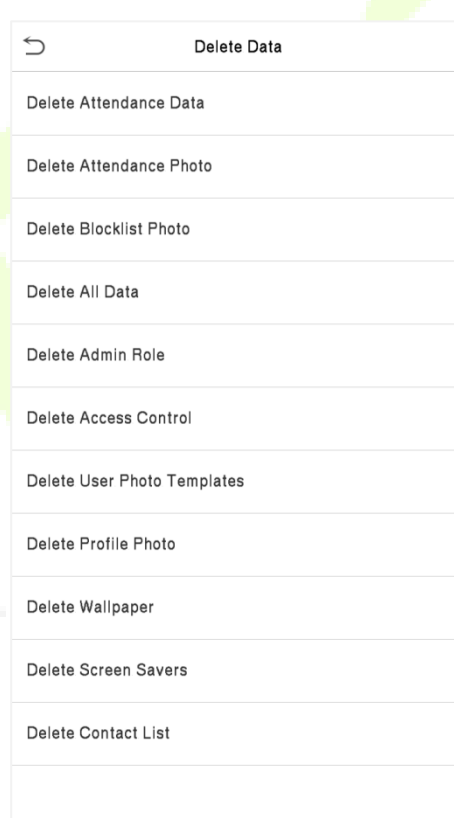 Delete Data
Delete Attendance Data
Delete Attendance Photo
Delete Blocklist Photo
Delete All Data
Delete Admin Role
Delete Access Control
Delete User Photo Templates
Delete Profile Photo
Delete Wallpaper
Delete Screen Savers
Delete Contact List